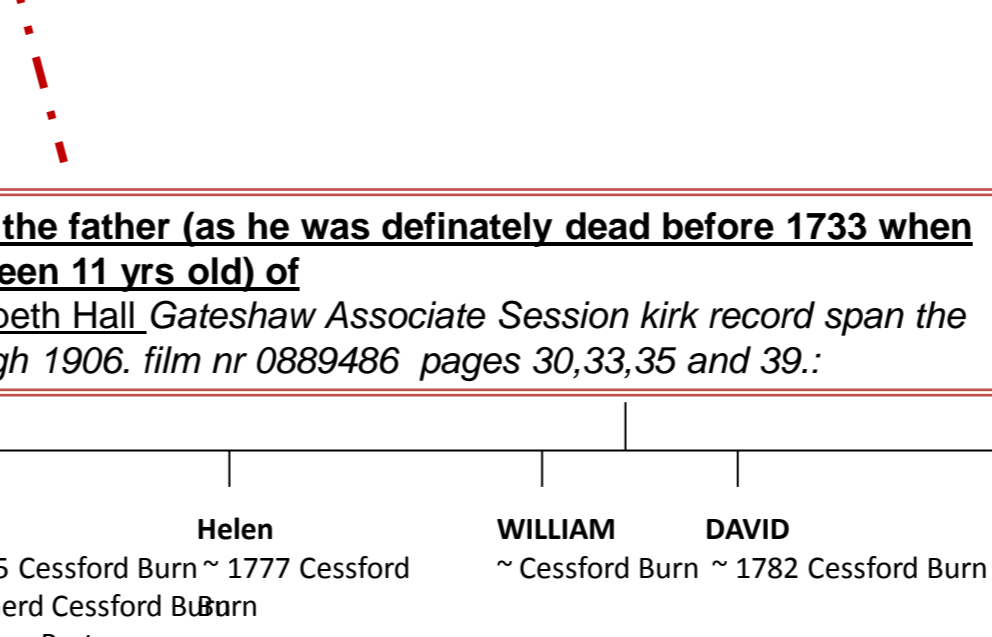 the father (as he was definately dead before 1733 when
een 11 yrs old) of
oeth Hall Gateshaw Associate Session kirk record span the
gh 1906. film nr 0889486 pages 30,33,35 and 39.:
Helen WILLIAM DAVID
5 Cessford Burn ~ 1777 Cessford ~ Cessford Burn ~ 1782 Cessford Burn
erd Cessford Burn Burn